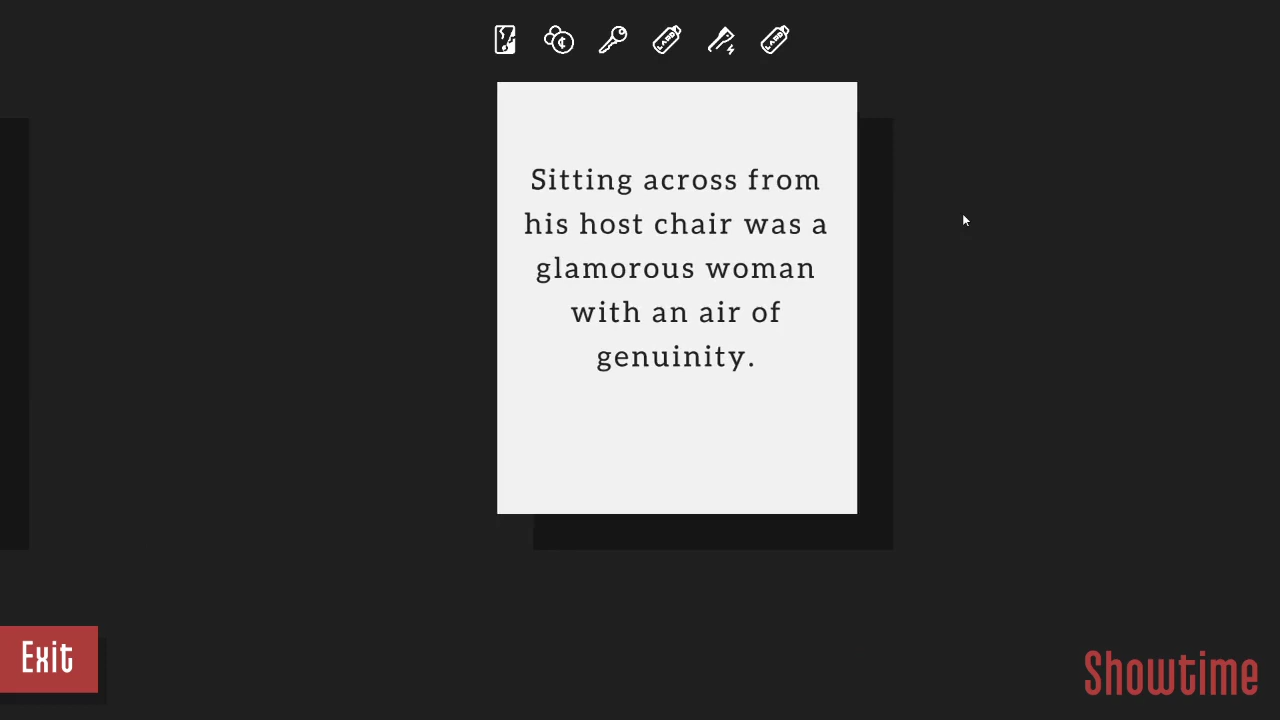 Sitting across from
his host chair was a
glamorous woman
with an air of
genuinity.
Exit
Showtime